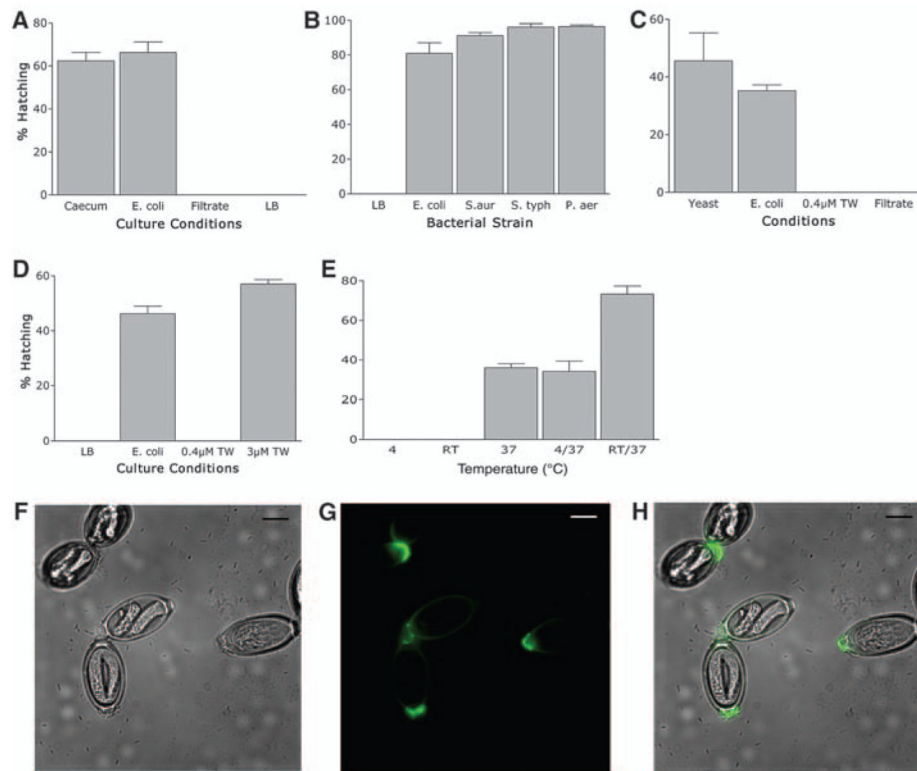 A
% Hatching
80
60
40
20
0
Caecum E. coli Filtrate LB
Culture Conditions
B
100
80
60
40
20
0
LB E. coli S.aur S. typh P. aer
Bacterial Strain
C
60
40
20
0
Yeast E. coli 0.4µM TW Filtrate
Conditions
D
% Hatching
60
40
20
0
LB E. coli 0.4µM TW 3µM TW
Culture Conditions
E
80
60
40
20
0
4 RT 37 4/37 RT/37
Temperature (°C)
F
G
H